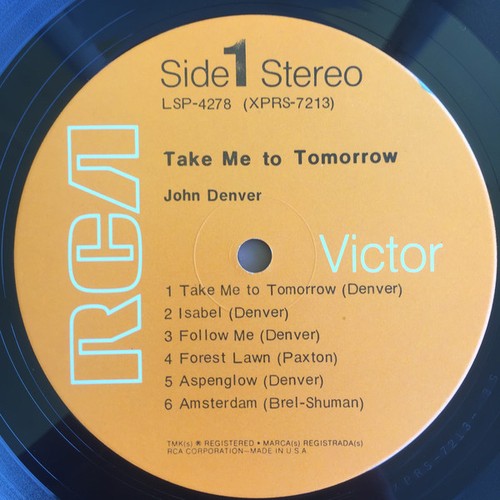 Side 1 Stereo
LSP-4278 (XPRS-7213)
Take Me to Tomorrow
John Denver
RCA
Victor
1 Take Me to Tomorrow (Denver)
2 Isabel (Denver)
3 Follow Me (Denver)
4 Forest Lawn (Paxton)
5 Aspenglow (Denver)
6 Amsterdam (Brel-Shuman)
TMK(s) ® REGISTERED • MARCA(s) REGISTRADA(s)
RCA CORPORATION—MADE IN U.S.A
XPRS-7213-